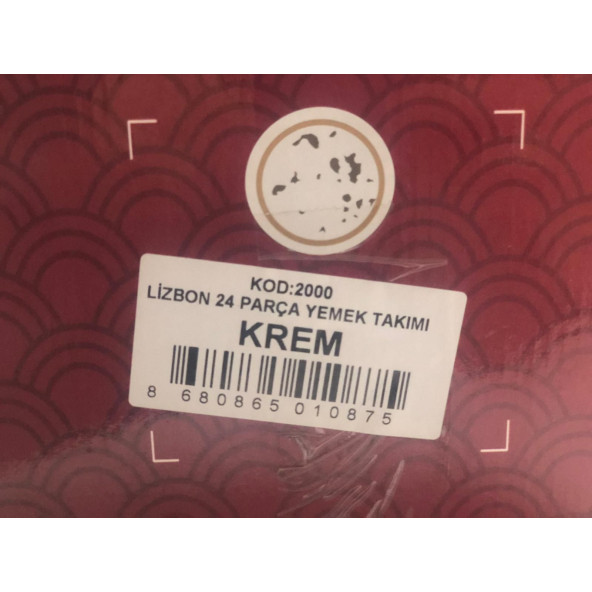 KOD:2000
LİZBON 24 PARÇA YEMEK TAKIMI
KREM
8 680865 010875